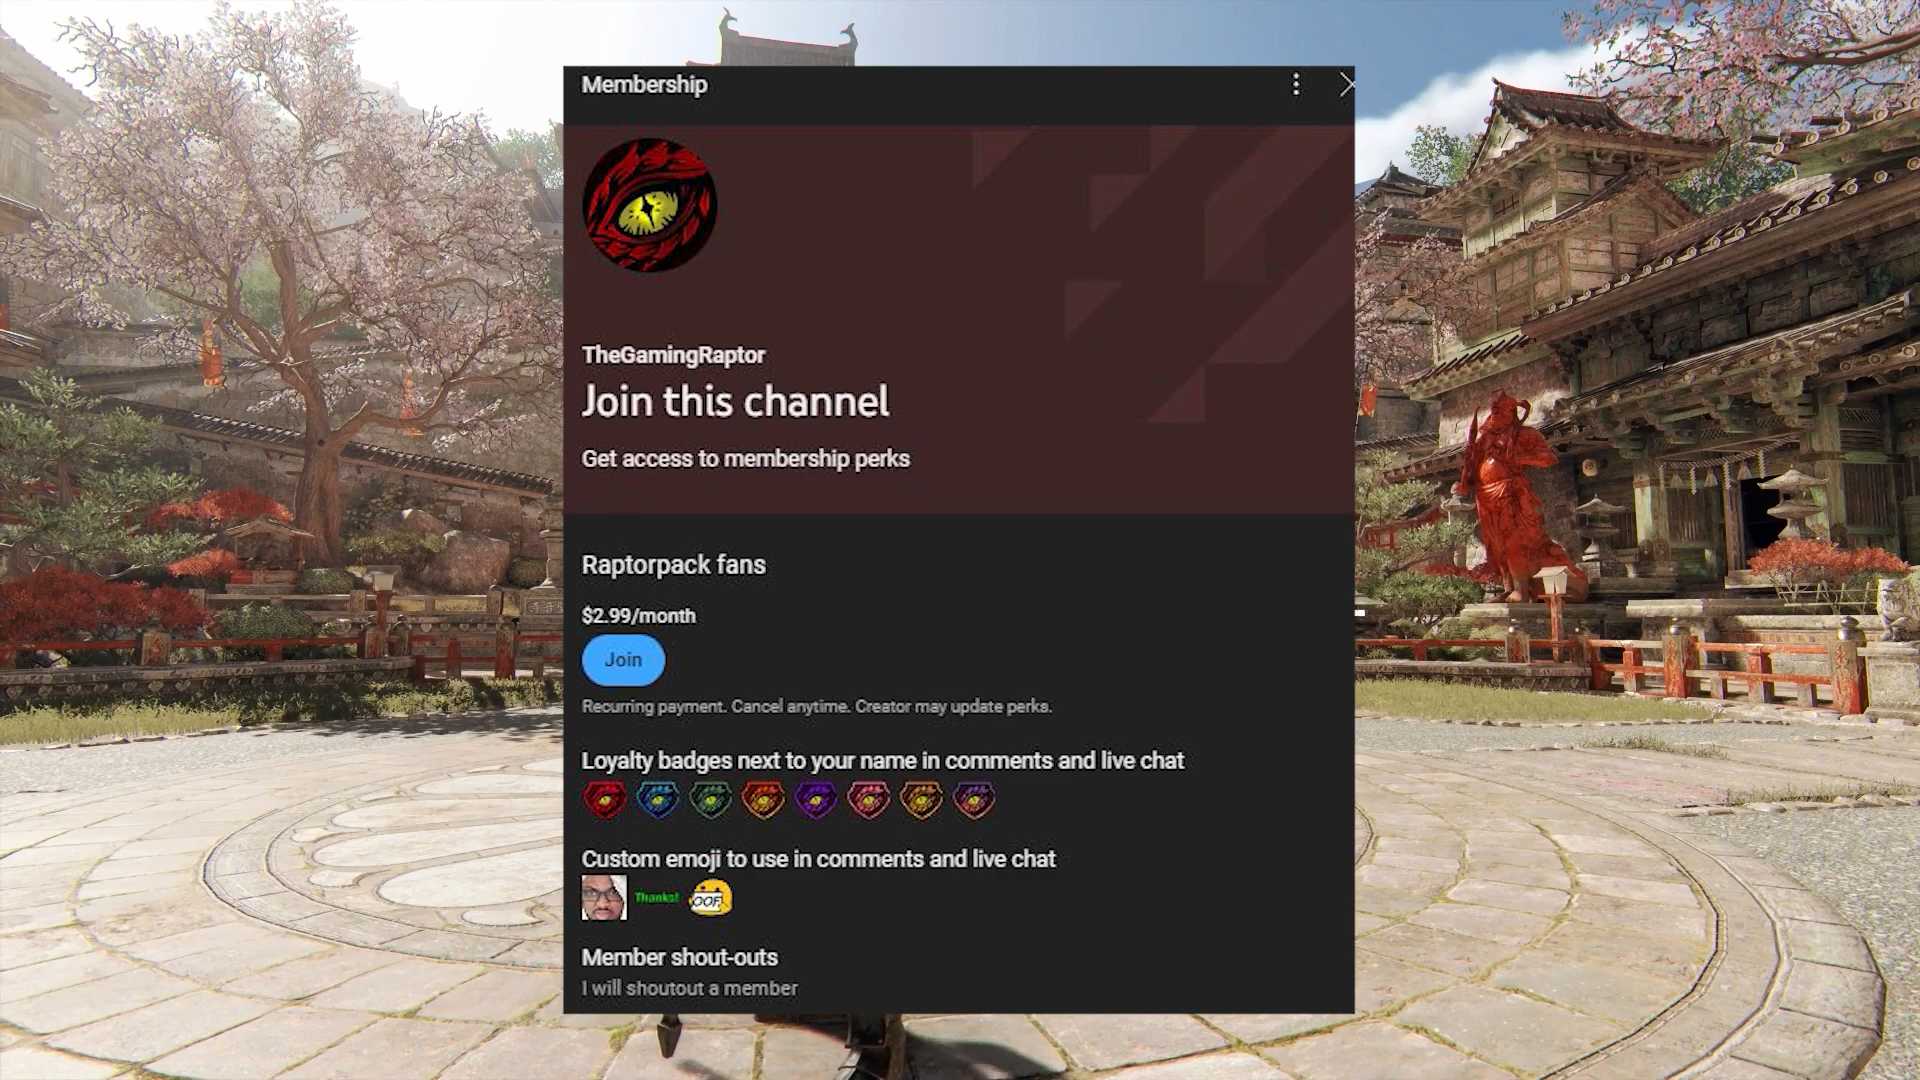 Membership
TheGamingRaptor
Join this channel
Get access to membership perks
Raptorpack fans
$2.99/month
Join
Recurring payment. Cancel anytime. Creator may update perks.
Loyalty badges next to your name in comments and live chat
Custom emoji to use in comments and live chat
Thanks! OOF
Member shout-outs
I will shoutout a member